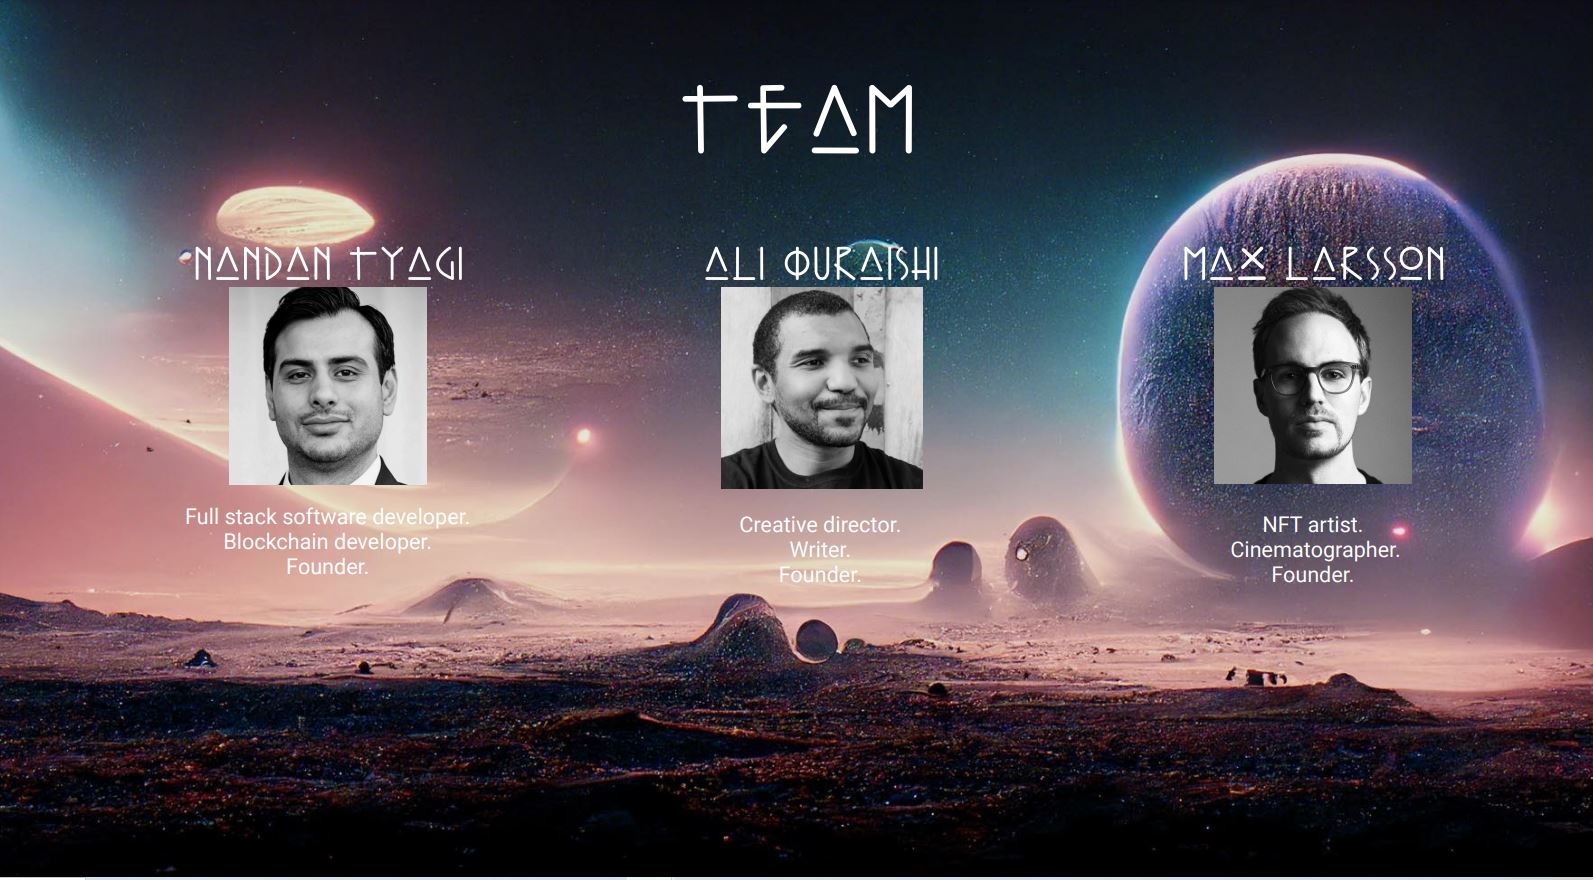 TEAM
NANDAN TYAGI
ALI QURAISHI
MAX LARSSON
Full stack software developer.
Blockchain developer.
Founder.
Creative director.
Writer.
Founder.
NFT artist.
Cinematographer.
Founder.